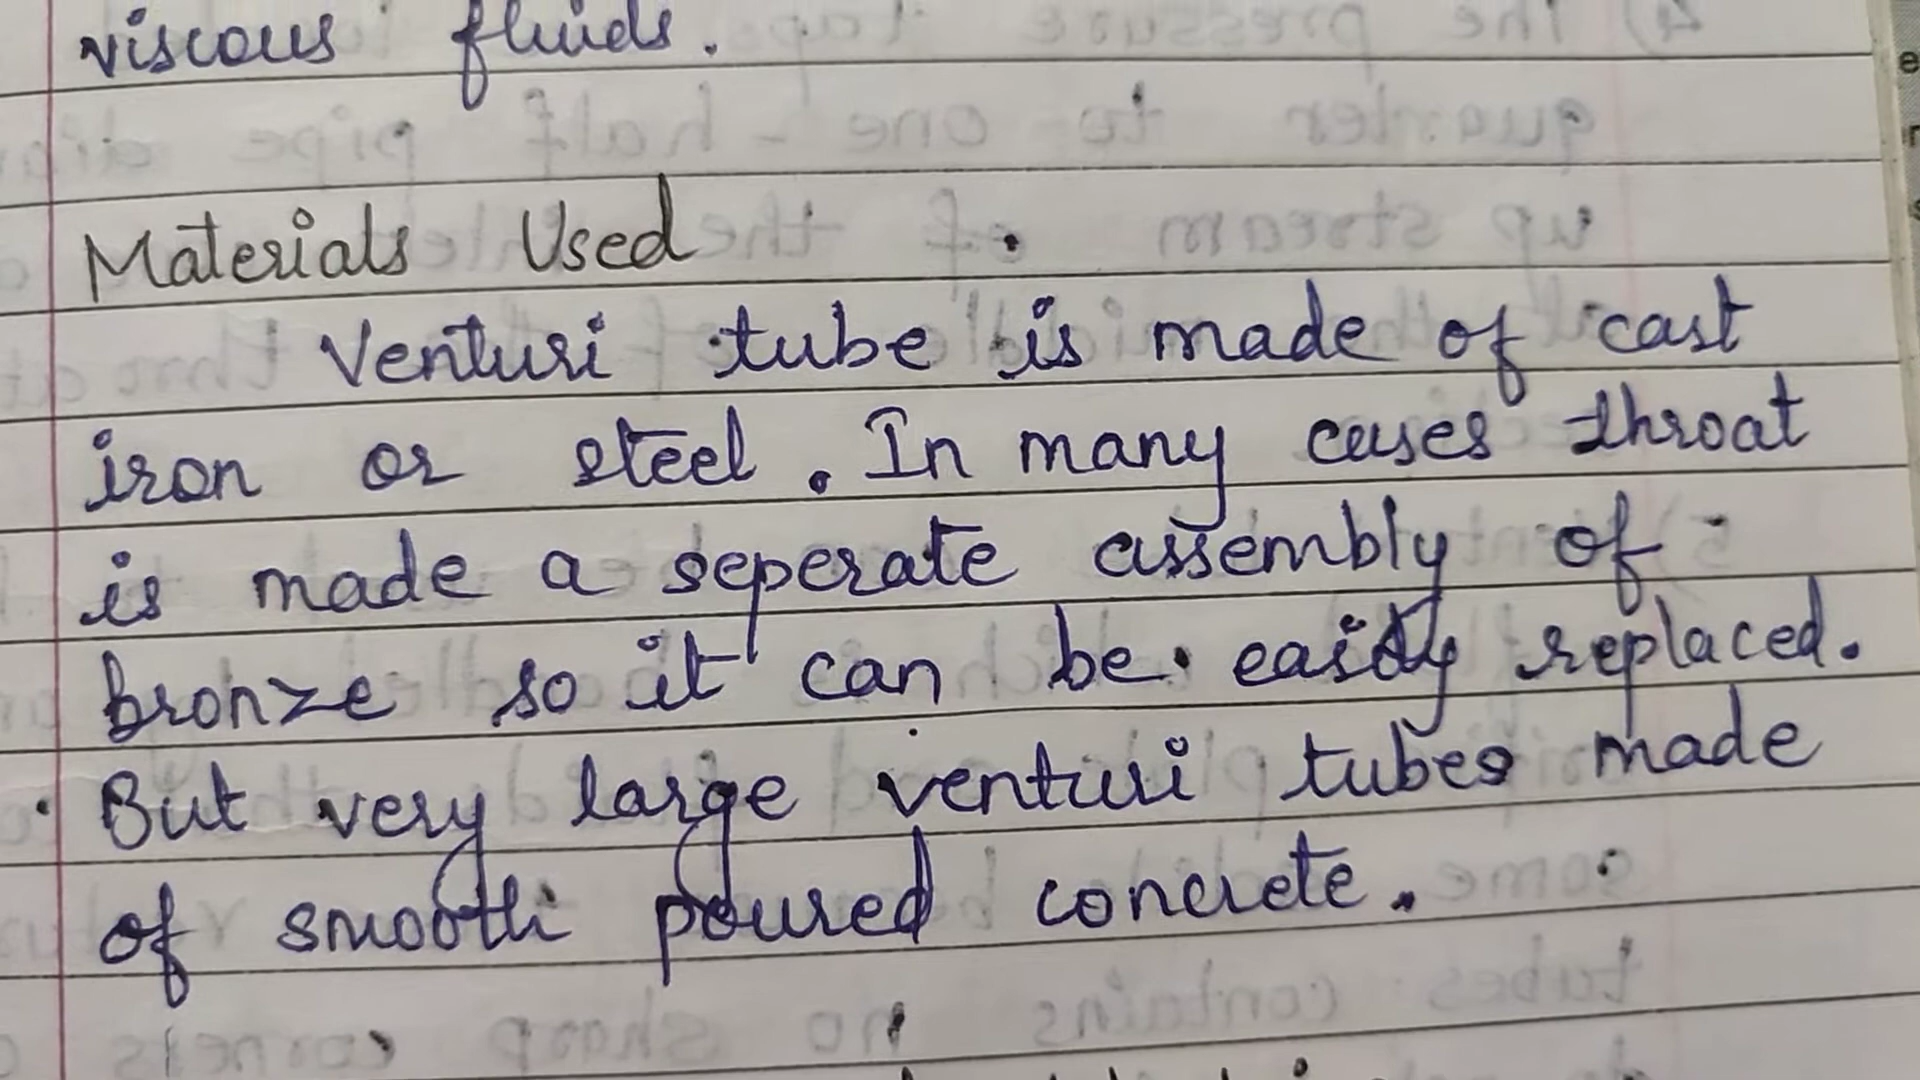 viscous fluids.
Materials Used
Venturi tube is made of cast
iron or steel. In many cases throat
is made a seperate assembly of
bronze so it can be easily replaced.
But very large venturi tubes made
of smooth poured concrete.